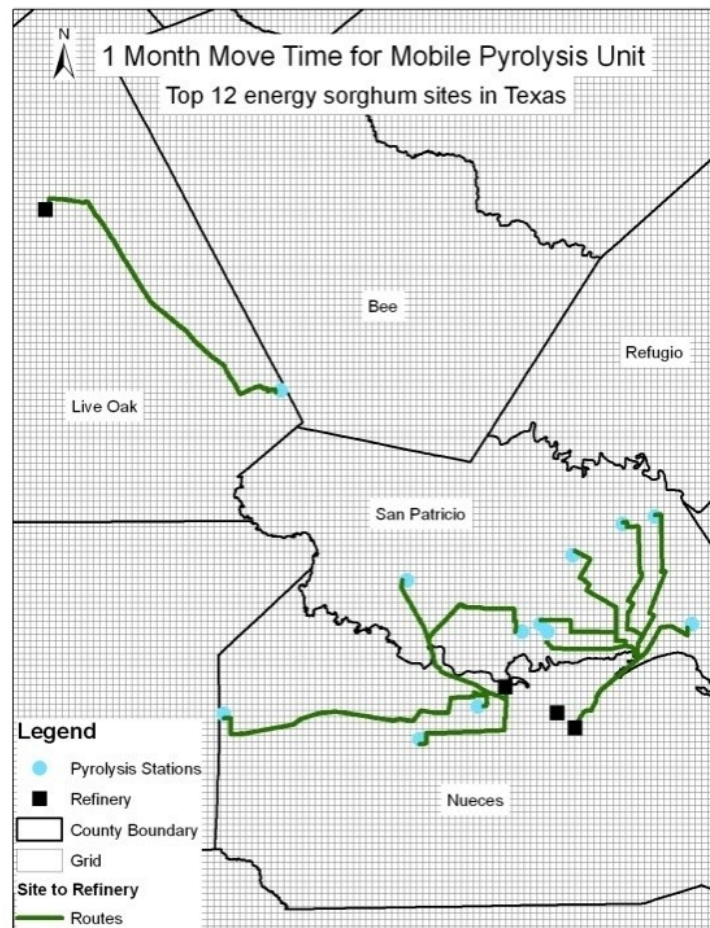 N
1 Month Move Time for Mobile Pyrolysis Unit
Top 12 energy sorghum sites in Texas
Bee
Refugio
Live Oak
San Patricio
Nueces
Legend
Pyrolysis Stations
Refinery
County Boundary
Grid
Site to Refinery
Routes